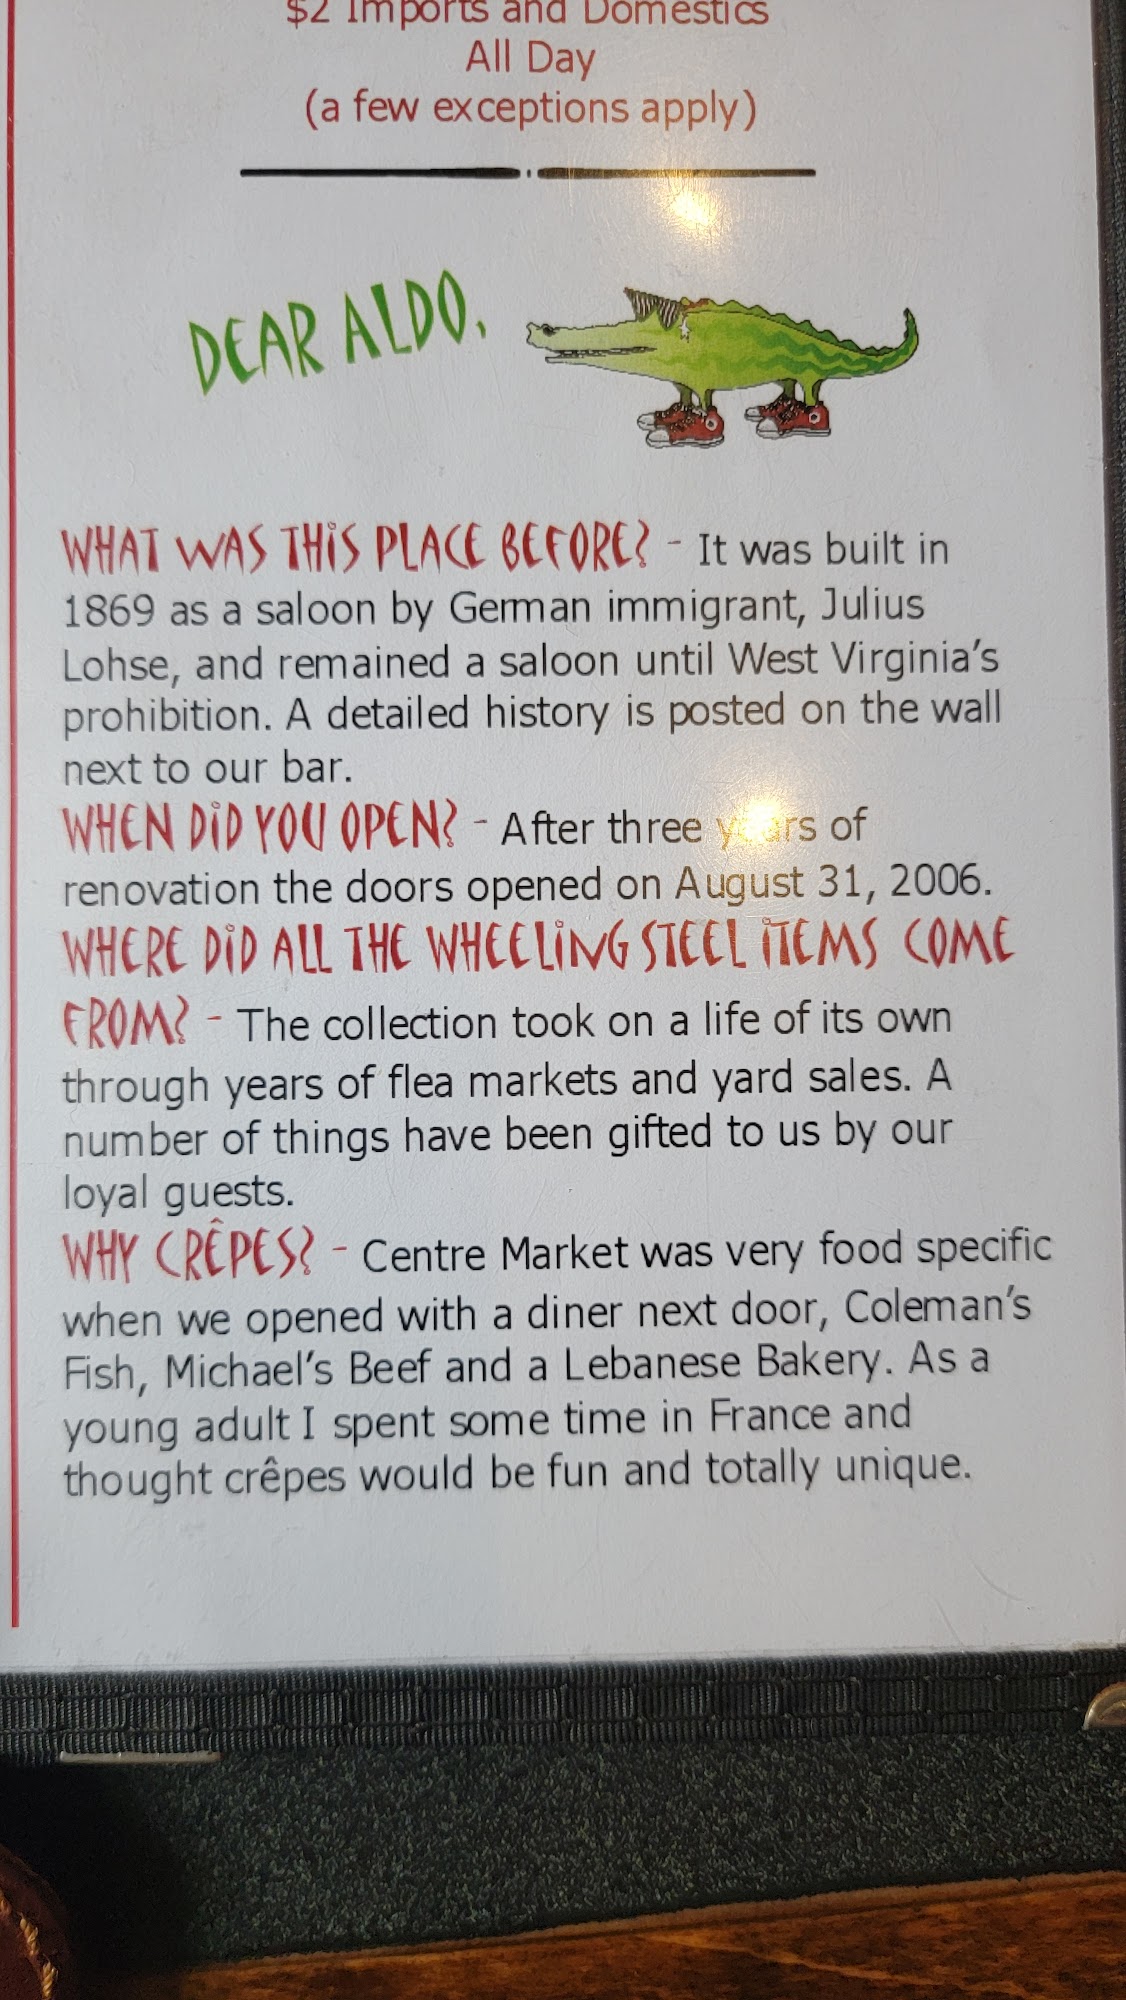 $2 Imports and Domestics
All Day
(a few exceptions apply)
DEAR ALDO,
WHAT WAS THIS PLACE BEFORE? - It was built in
1869 as a saloon by German immigrant, Julius
Lohse, and remained a saloon until West Virginia's
prohibition. A detailed history is posted on the wall
next to our bar.
WHEN DID YOU OPEN? - After three years of
renovation the doors opened on August 31, 2006.
WHERE DID ALL THE WHEELING STEEL ITEMS COME
FROM? - The collection took on a life of its own
through years of flea markets and yard sales. A
number of things have been gifted to us by our
loyal guests.
WHY CRÊPES? - Centre Market was very food specific
when we opened with a diner next door, Coleman's
Fish, Michael's Beef and a Lebanese Bakery. As a
young adult I spent some time in France and
thought crêpes would be fun and totally unique.